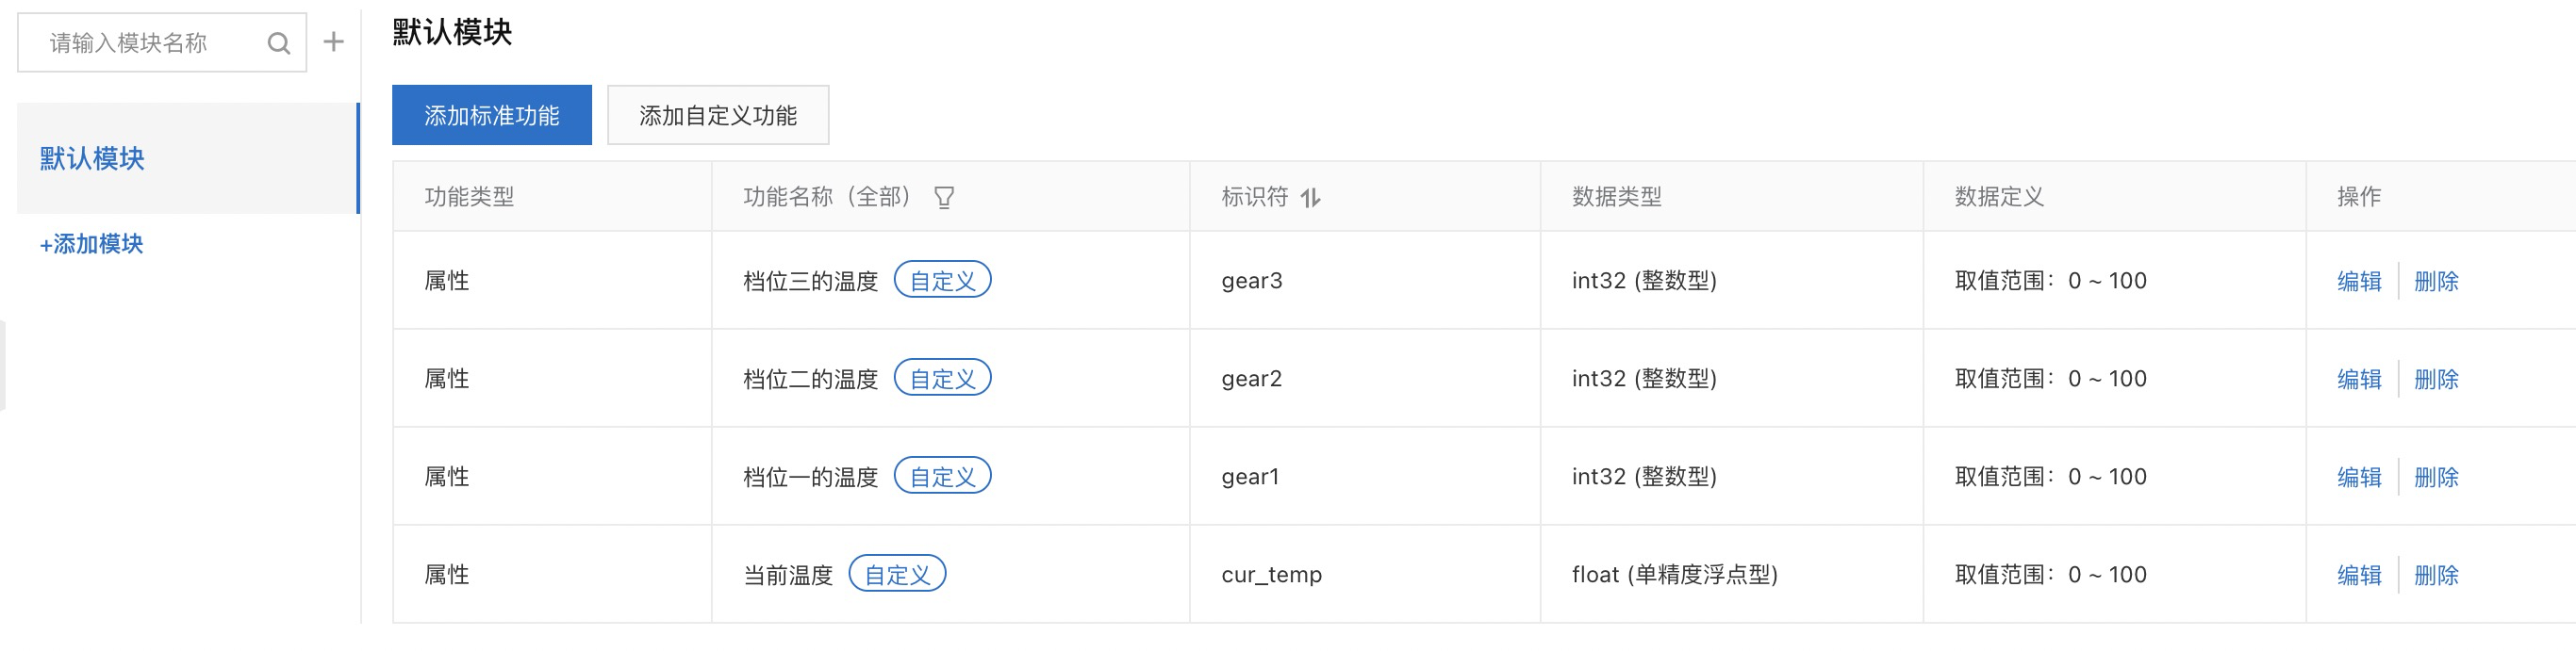 请输入模块名称
默认模块
+添加模块
默认模块
添加标准功能 添加自定义功能
功能类型 功能名称（全部） 标识符 数据类型 数据定义 操作
属性 档位三的温度 自定义 gear3 int32 (整数型) 取值范围：0 ~ 100 编辑 删除
属性 档位二的温度 自定义 gear2 int32 (整数型) 取值范围：0 ~ 100 编辑 删除
属性 档位一的温度 自定义 gear1 int32 (整数型) 取值范围：0 ~ 100 编辑 删除
属性 当前温度 自定义 cur_temp float (单精度浮点型) 取值范围：0 ~ 100 编辑 删除